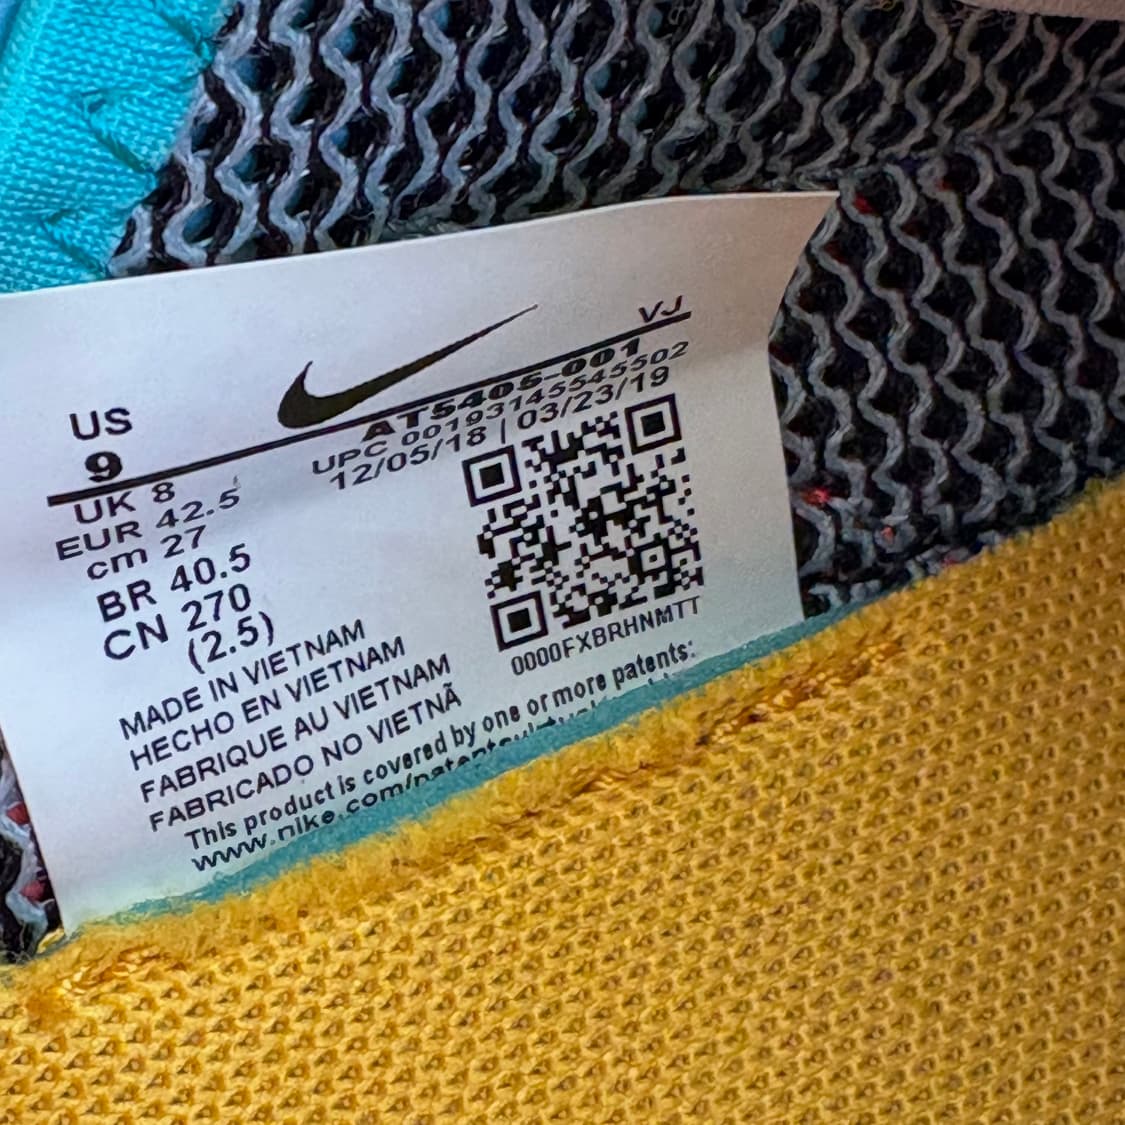 US
9
UK 8
EUR 42.5
cm 27
BR 40.5
CN 270
(2.5)
VJ
AT5405-001
UPC 00193145545502
12/05/18 | 03/23/19
0000FXBRHNMTT
MADE IN VIETNAM
HECHO EN VIETNAM
FABRIQUE AU VIETNAM
FABRICADO NO VIETNÃ
This product is covered by one or more patents: